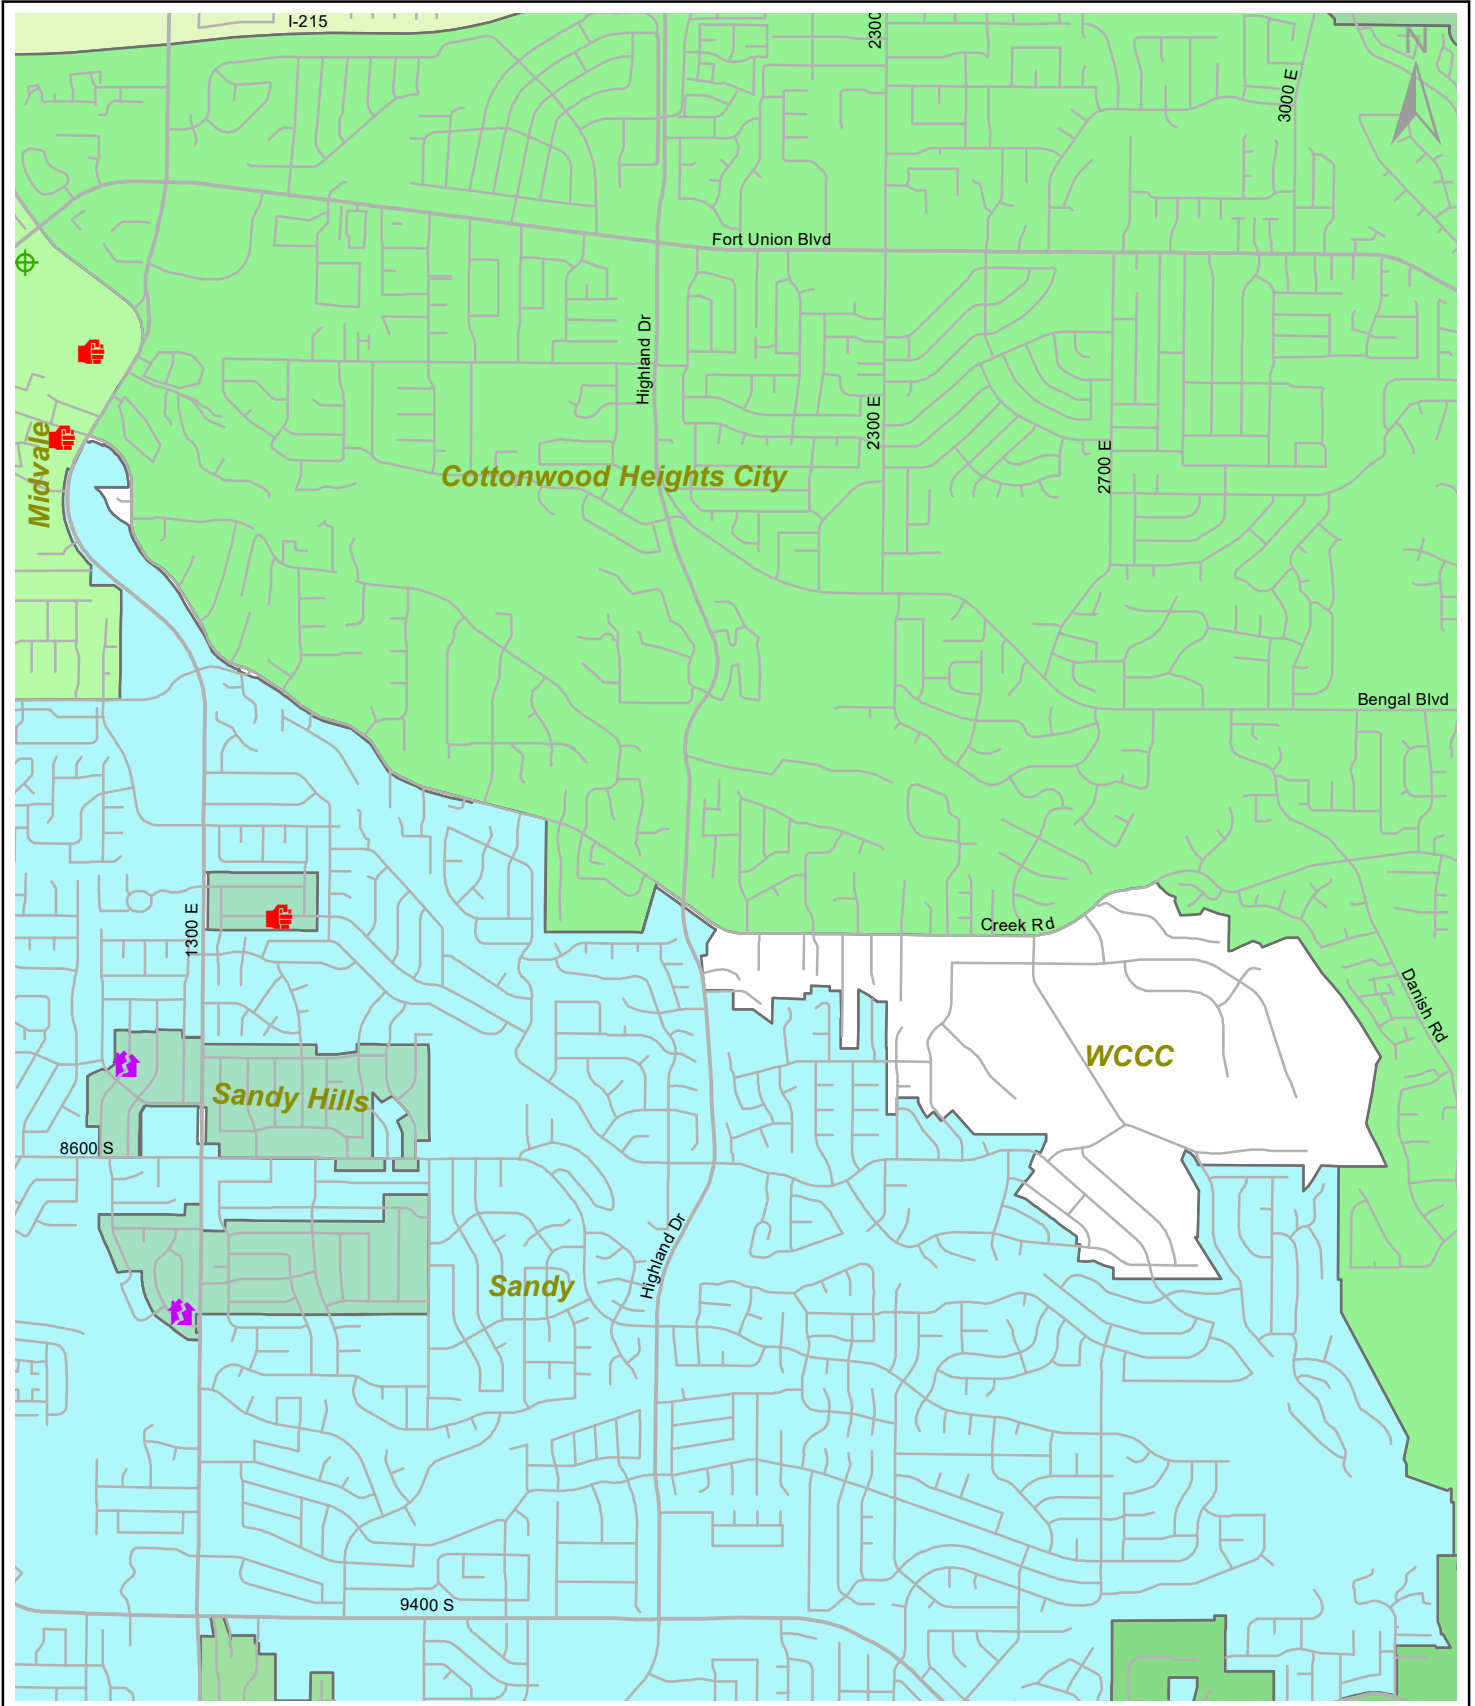 I-215
2300
N
3000 E
Fort Union Blvd
Highland Dr
2300 E
2700 E
Midvale
Cottonwood Heights City
Bengal Blvd
1300 E
Creek Rd
Danish Rd
WCCC
Sandy Hills
8600 S
Highland Dr
Sandy
9400 S